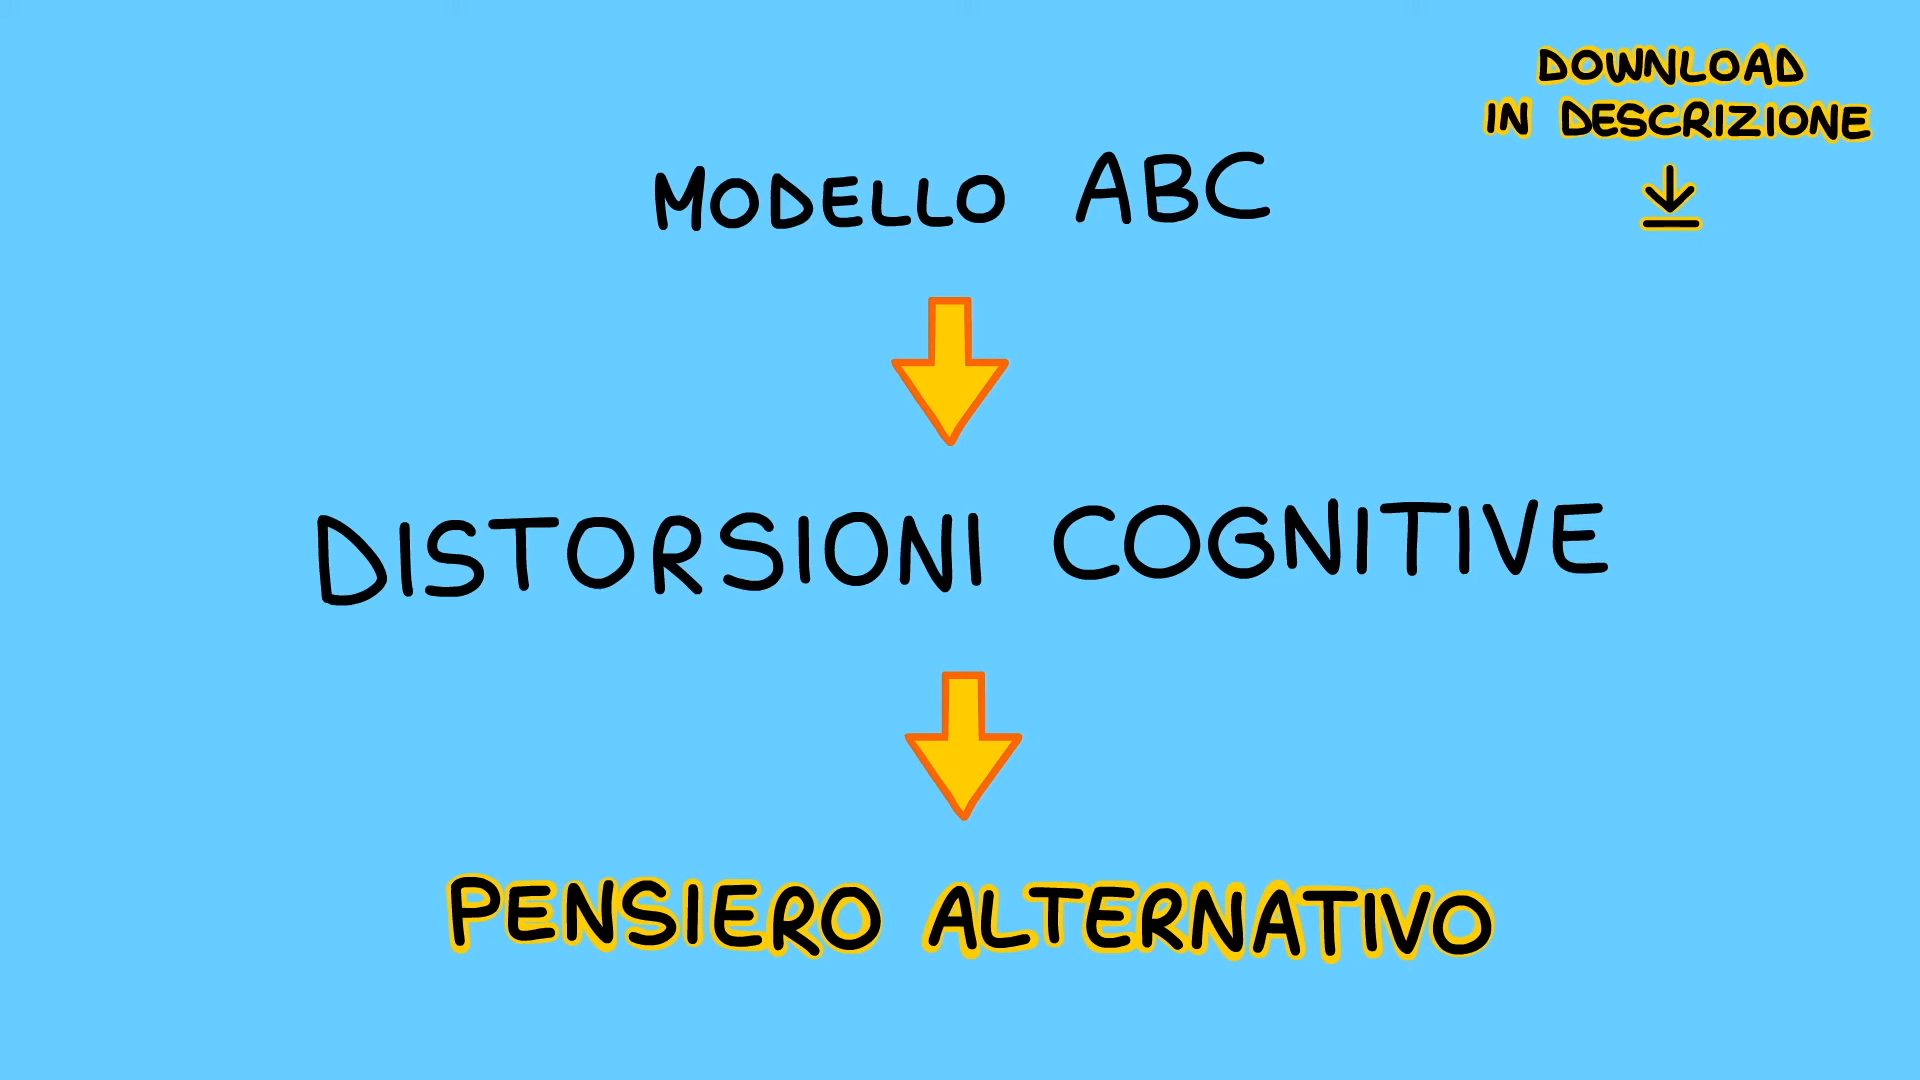 DOWNLOAD
IN DESCRIZIONE
MODELLO ABC
DISTORSIONI COGNITIVE
PENSIERO ALTERNATIVO